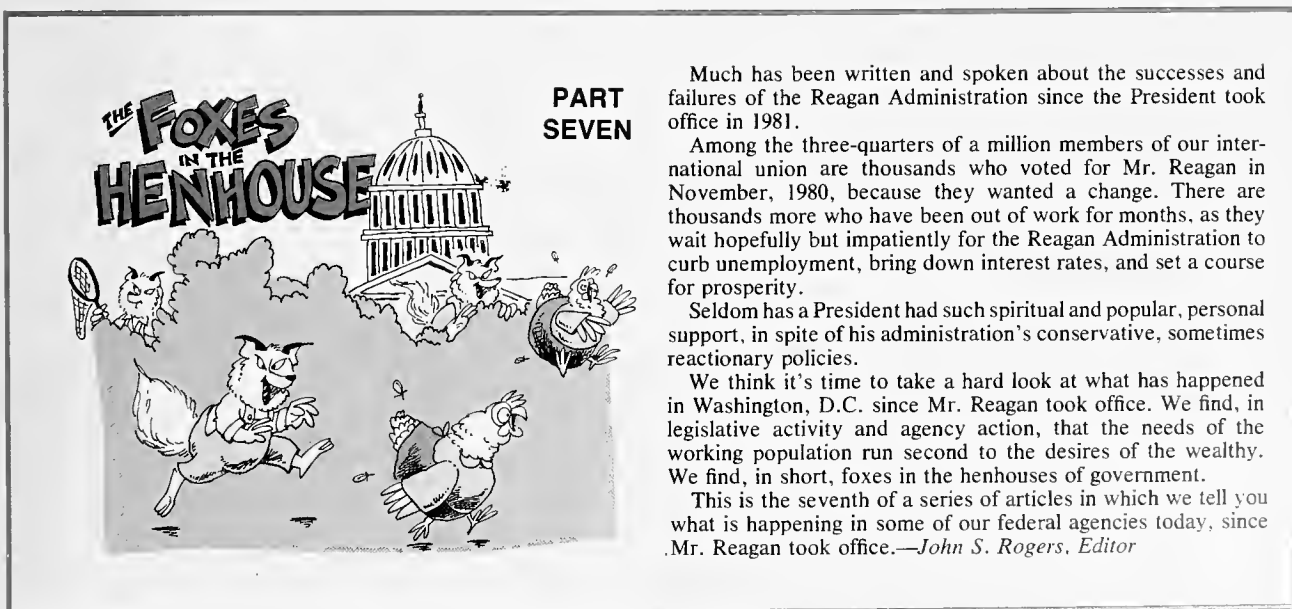 THE
FOXES
IN THE
HENHOUSE
PART
SEVEN
Much has been written and spoken about the successes and
failures of the Reagan Administration since the President took
office in 1981.
Among the three-quarters of a million members of our inter-
national union are thousands who voted for Mr. Reagan in
November, 1980, because they wanted a change. There are
thousands more who have been out of work for months, as they
wait hopefully but impatiently for the Reagan Administration to
curb unemployment, bring down interest rates, and set a course
for prosperity.
Seldom has a President had such spiritual and popular, personal
support, in spite of his administration's conservative, sometimes
reactionary policies.
We think it's time to take a hard look at what has happened
in Washington, D.C. since Mr. Reagan took office. We find, in
legislative activity and agency action, that the needs of the
working population run second to the desires of the wealthy.
We find, in short, foxes in the henhouses of government.
This is the seventh of a series of articles in which we tell you
what is happening in some of our federal agencies today, since
Mr. Reagan took office.—John S. Rogers, Editor